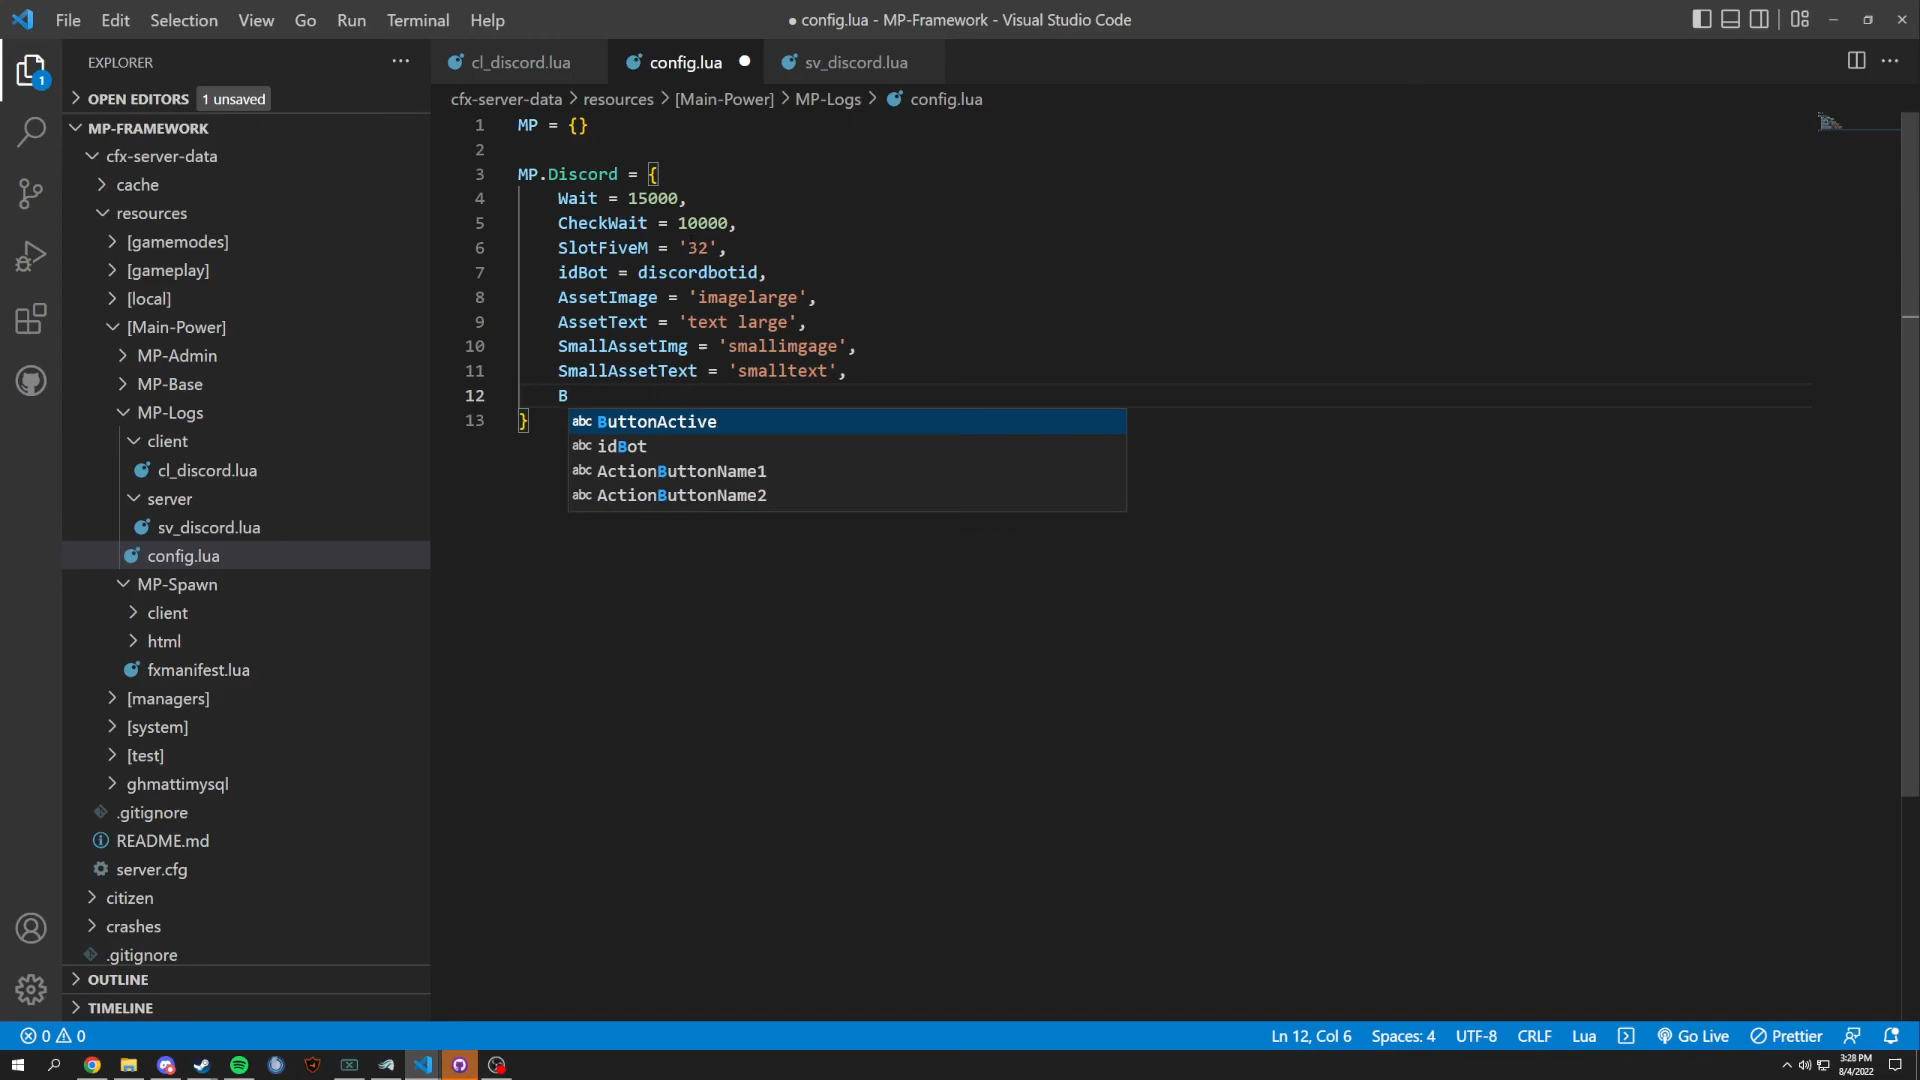 File Edit Selection View Go Run Terminal Help
● config.lua - MP-Framework - Visual Studio Code
EXPLORER
OPEN EDITORS 1 unsaved
MP-FRAMEWORK
cfx-server-data
cache
resources
[gamemodes]
[gameplay]
[local]
[Main-Power]
MP-Admin
MP-Base
MP-Logs
client
cl_discord.lua
server
sv_discord.lua
config.lua
MP-Spawn
client
html
fxmanifest.lua
[managers]
[system]
[test]
ghmattimysql
.gitignore
README.md
server.cfg
citizen
crashes
.gitignore
OUTLINE
TIMELINE
1
cl_discord.lua config.lua sv_discord.lua
cfx-server-data > resources > [Main-Power] > MP-Logs > config.lua
1 MP = {}
2
3 MP.Discord = {
4 Wait = 15000,
5 CheckWait = 10000,
6 SlotFiveM = '32',
7 idBot = discordbotid,
8 AssetImage = 'imagelarge',
9 AssetText = 'text large',
10 SmallAssetImg = 'smallimgage',
11 SmallAssetText = 'smalltext',
12 B
13 }
abc ButtonActive
abc idBot
abc ActionButtonName1
abc ActionButtonName2
0 0
Ln 12, Col 6 Spaces: 4 UTF-8 CRLF Lua Go Live Prettier
3:28 PM
8/4/2022